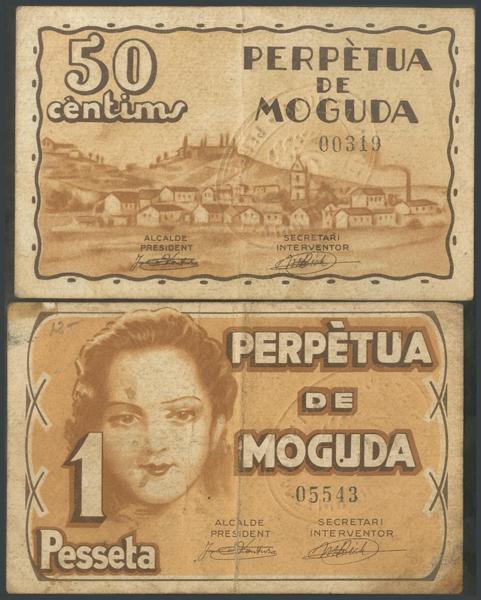 50
cèntims
PERPÈTUA
DE
MOGUDA
00319
ALCALDE
PRESIDENT
SECRETARI
INTERVENTOR
12-
PERPÈTUA
DE
MOGUDA
05543
1
Pesseta
ALCALDE
PRESIDENT
SECRETARI
INTERVENTOR